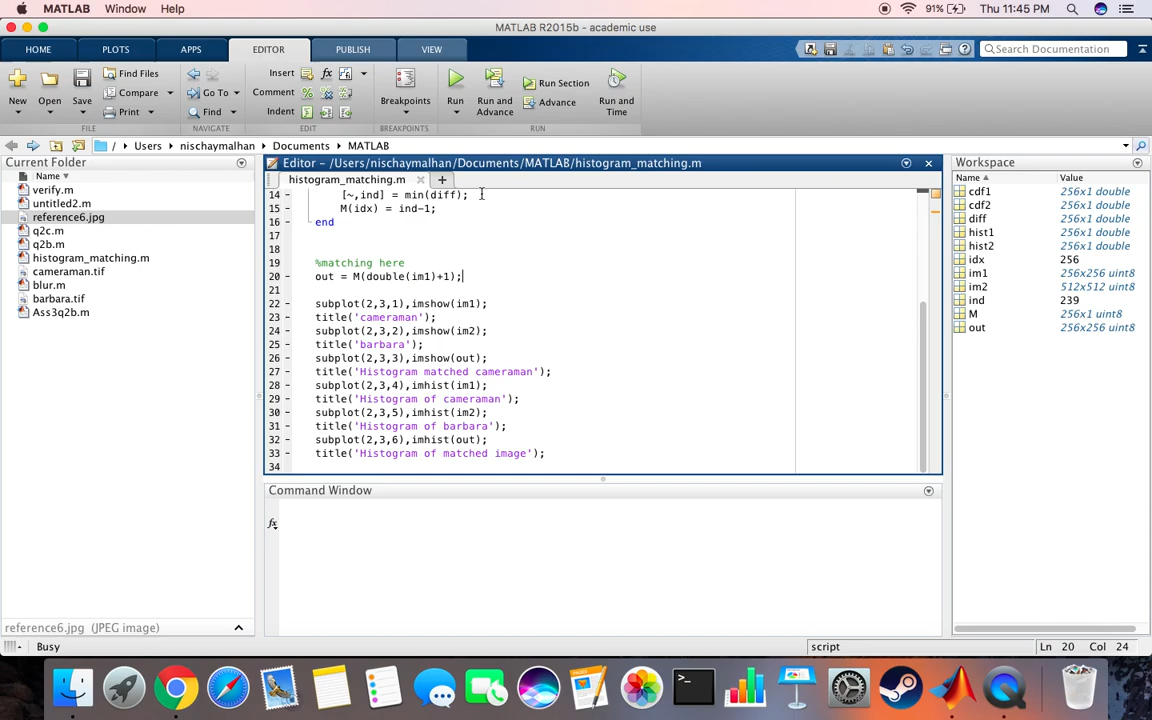 MATLAB Window Help 91% Thu 11:45 PM
MATLAB R2015b - academic use
HOME PLOTS APPS EDITOR PUBLISH VIEW Search Documentation
New Open Save Find Files Compare Print Go To Find Insert fx Comment Indent Breakpoints Run Run and Advance Run Section Advance Run and Time
FILE NAVIGATE EDIT BREAKPOINTS RUN
/ Users nischaymalhan Documents MATLAB
Current Folder
Name
verify.m
untitled2.m
reference6.jpg
q2c.m
q2b.m
histogram_matching.m
cameraman.tif
blur.m
barbara.tif
Ass3q2b.m
reference6.jpg (JPEG image)
Editor - /Users/nischaymalhan/Documents/MATLAB/histogram_matching.m
histogram_matching.m
14 - [~,ind] = min(diff);
15 - M(idx) = ind-1;
16 - end
17
18
19 %matching here
20 - out = M(double(im1)+1);
21
22 - subplot(2,3,1),imshow(im1);
23 - title('cameraman');
24 - subplot(2,3,2),imshow(im2);
25 - title('barbara');
26 - subplot(2,3,3),imshow(out);
27 - title('Histogram matched cameraman');
28 - subplot(2,3,4),imhist(im1);
29 - title('Histogram of cameraman');
30 - subplot(2,3,5),imhist(im2);
31 - title('Histogram of barbara');
32 - subplot(2,3,6),imhist(out);
33 - title('Histogram of matched image');
34
Command Window
fx
Workspace
Name Value
cdf1 256x1 double
cdf2 256x1 double
diff 256x1 double
hist1 256x1 double
hist2 256x1 double
idx 256
im1 256x256 uint8
im2 512x512 uint8
ind 239
M 256x1 uint8
out 256x256 uint8
Busy script Ln 20 Col 24